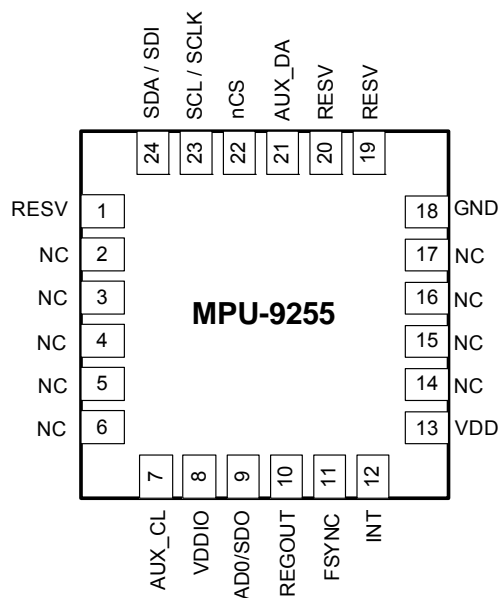 SDA / SDI
SCL / SCLK
nCS
AUX_DA
RESV
RESV
24
23
22
21
20
19
RESV
1
18
GND
NC
2
17
NC
NC
3
16
NC
MPU-9255
NC
4
15
NC
NC
5
14
NC
NC
6
13
VDD
7
8
9
10
11
12
AUX_CL
VDDIO
AD0/SDO
REGOUT
FSYNC
INT